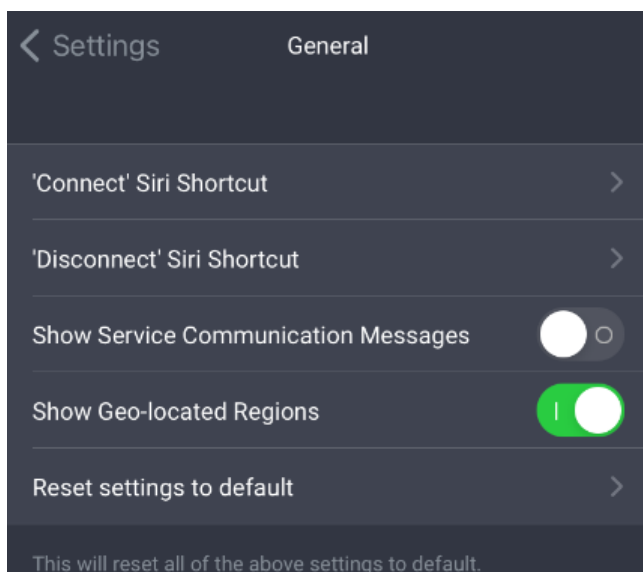 Settings
General
'Connect' Siri Shortcut
'Disconnect' Siri Shortcut
Show Service Communication Messages
Show Geo-located Regions
Reset settings to default
This will reset all of the above settings to default.